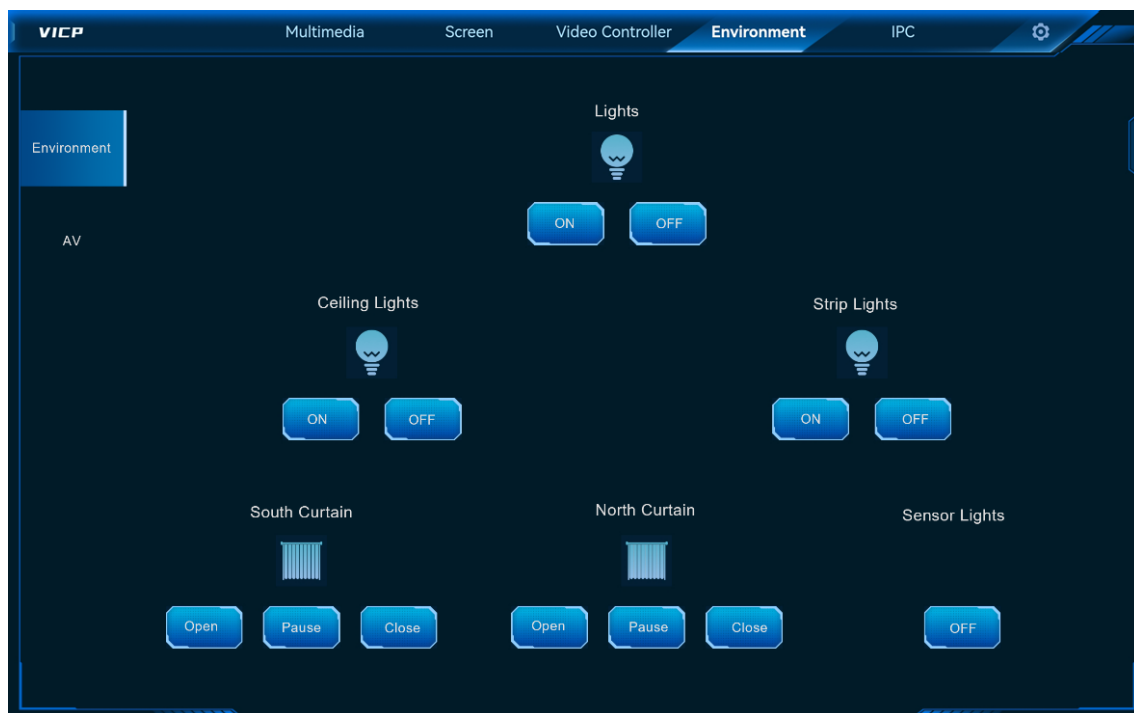 VICP
Multimedia
Screen
Video Controller
Environment
IPC
Environment
AV
Lights
ON
OFF
Ceiling Lights
ON
OFF
Strip Lights
ON
OFF
South Curtain
Open
Pause
Close
North Curtain
Open
Pause
Close
Sensor Lights
OFF